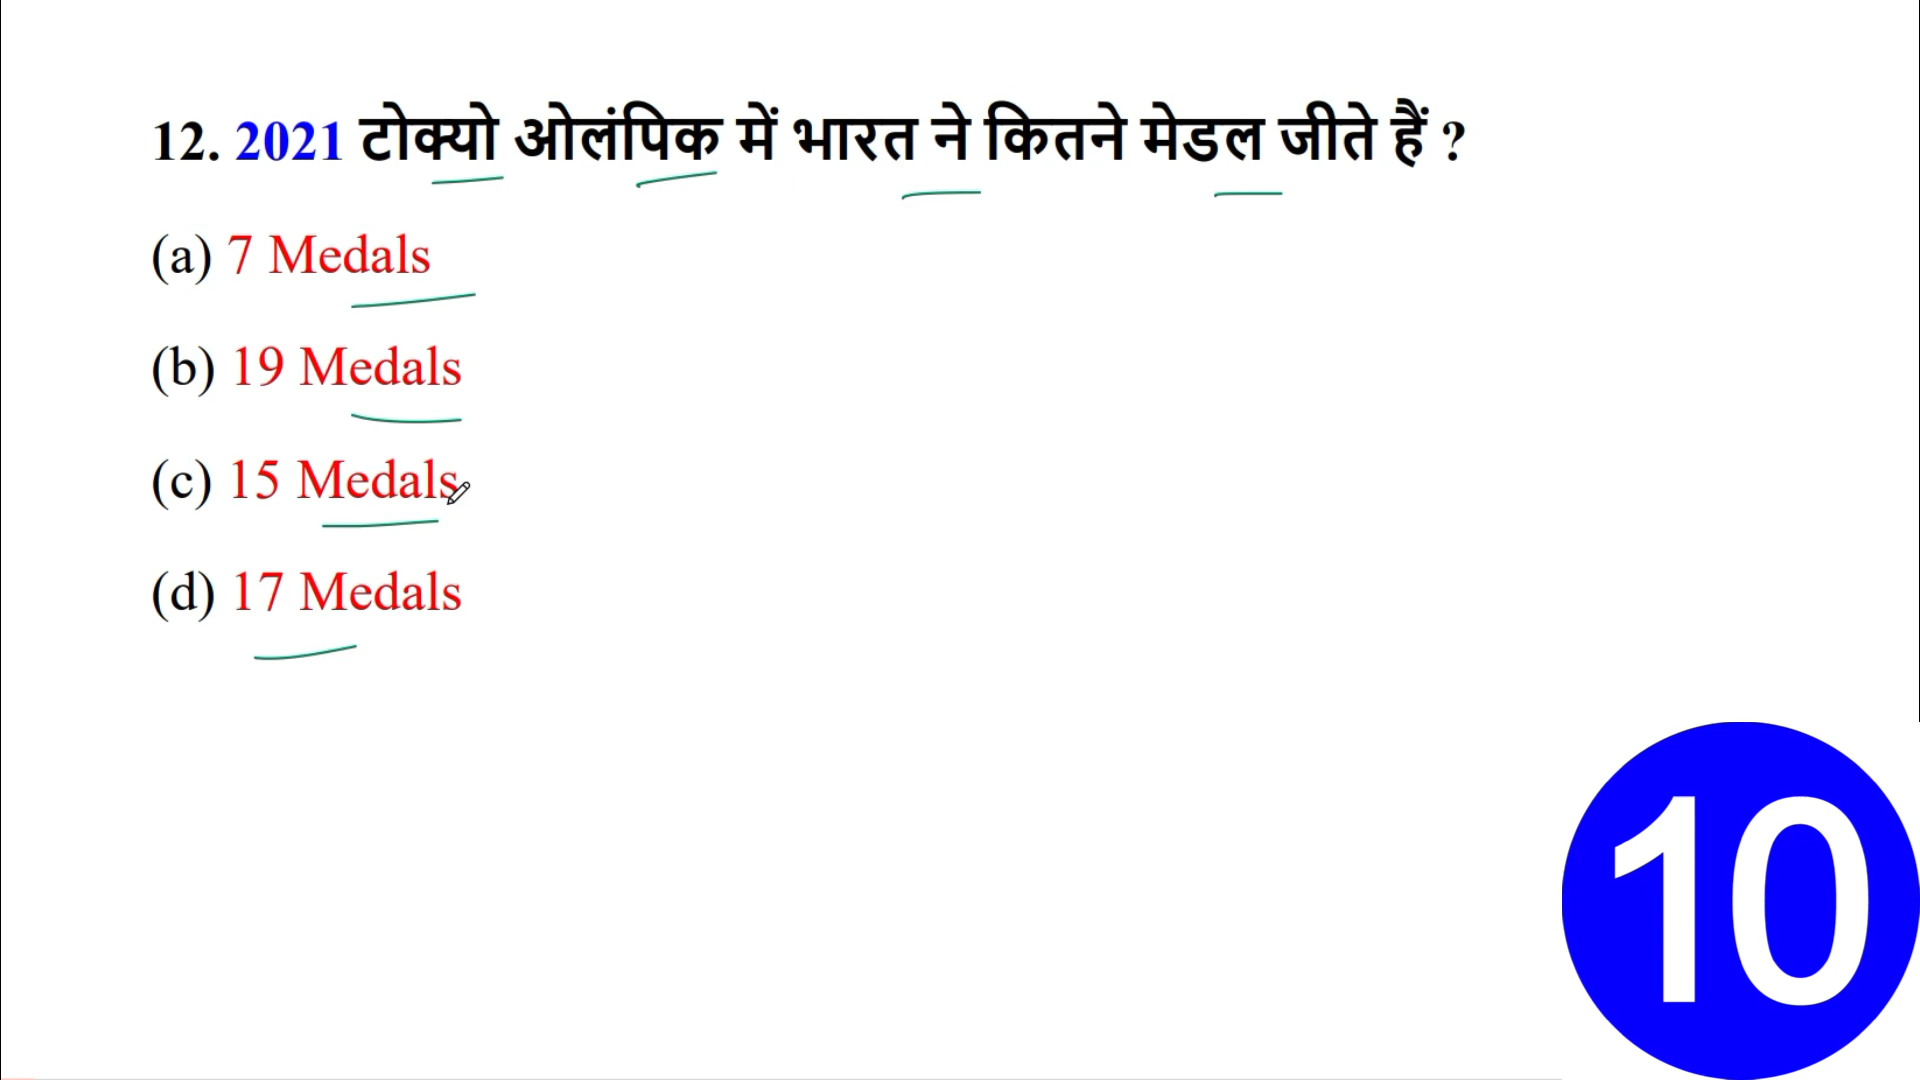 12. 2021 टोक्यो ओलंपिक में भारत ने कितने मेडल जीते हैं ?
(a) 7 Medals
(b) 19 Medals
(c) 15 Medals
(d) 17 Medals
10